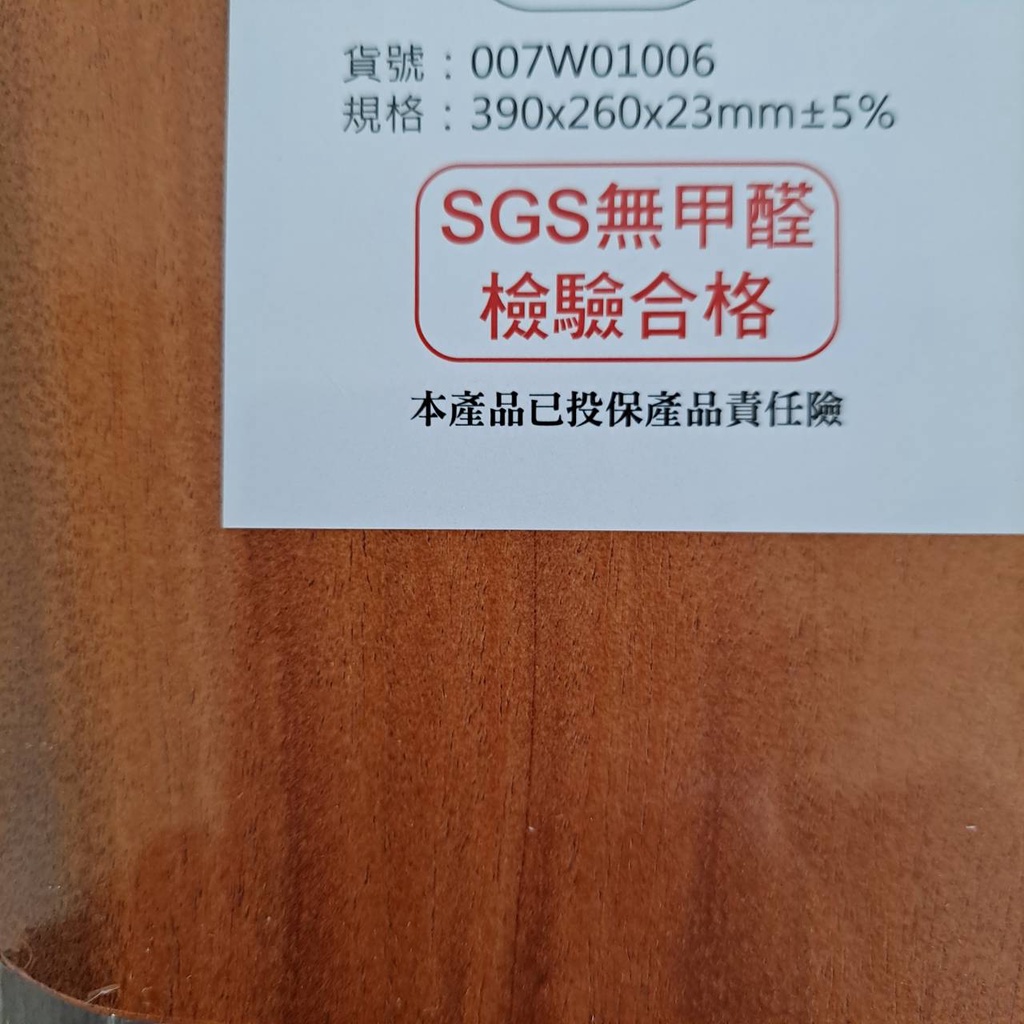 貨號：007W01006
規格：390x260x23mm±5%
SGS無甲醛
檢驗合格
本產品已投保產品責任險